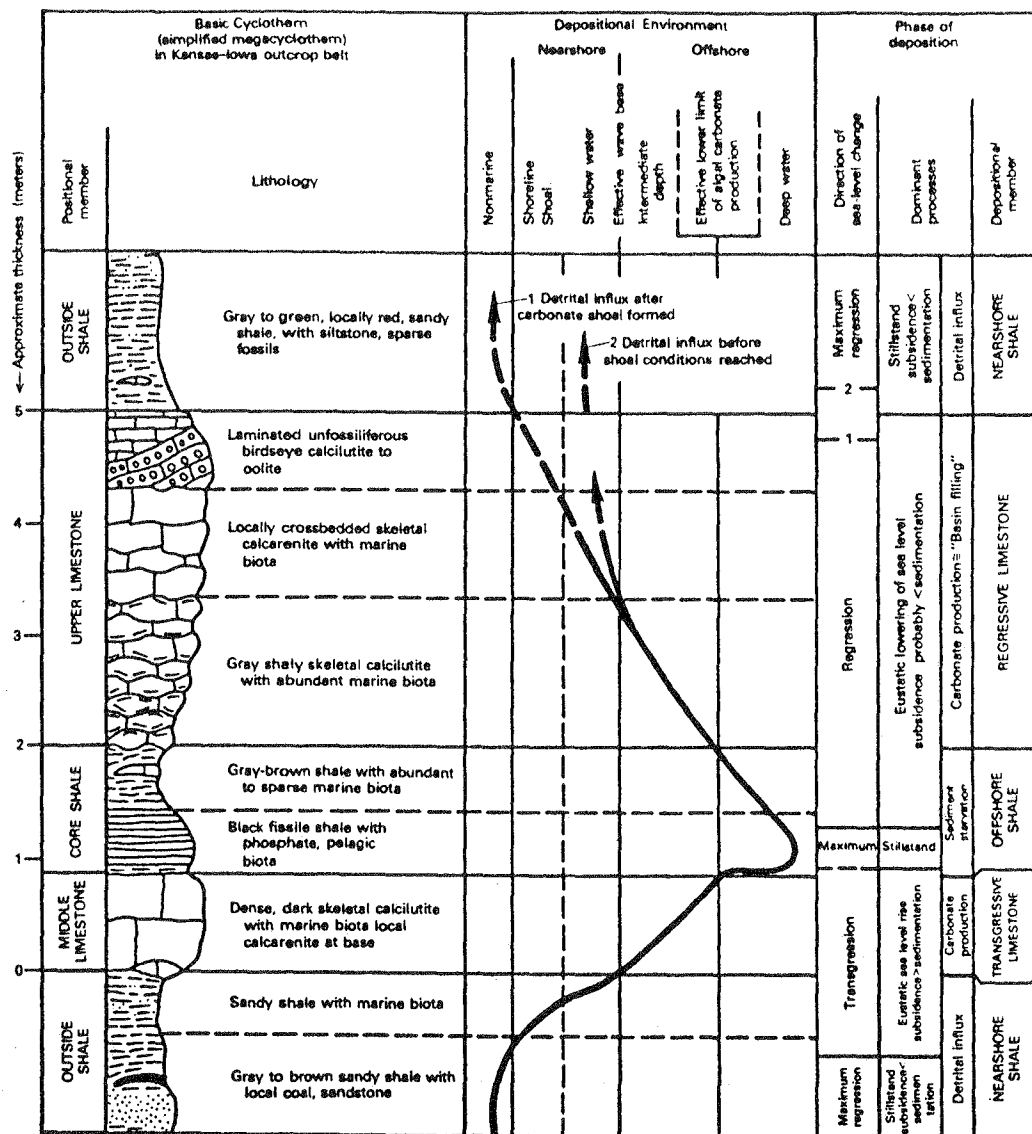 Basic Cyclothem
(simplified megacyclothem)
in Kansas-Iowa outcrop belt
Depositional Environment
Nearshore
Offshore
Phase of
deposition
← Approximate thickness (meters)
Positional
member
Lithology
Nonmarine
Shoreline
Shoal
Shallow water
Effective wave base
Intermediate
depth
Effective lower limit
of algal carbonate
production
Deep water
Direction of
sea-level change
Dominant
processes
Depositional
member
OUTSIDE
SHALE
Gray to green, locally red, sandy
shale, with siltstone, sparse
fossils
1 Detrital influx after
carbonate shoal formed
2 Detrital influx before
shoal conditions reached
Maximum
regression
2
1
Stillstand
subsidence<
sedimentation
Detrital influx
NEARSHORE
SHALE
5
UPPER LIMESTONE
Laminated unfossiliferous
birdseye calcilutite to
oolite
4
Locally crossbedded skeletal
calcarenite with marine
biota
3
Gray shaly skeletal calcilutite
with abundant marine biota
Regression
Eustatic lowering of sea level
subsidence probably <sedimentation
Carbonate production≅"Basin filling"
REGRESSIVE LIMESTONE
2
CORE SHALE
Gray-brown shale with abundant
to sparse marine biota
Black fissile shale with
phosphate, pelagic
biota
1
Maximum
Stillstand
Sediment
starvation
OFFSHORE
SHALE
MIDDLE
LIMESTONE
Dense, dark skeletal calcilutite
with marine biota local
calcarenite at base
0
Transgression
Eustatic sea level rise
subsidence>sedimentation
Carbonate
production
TRANSGRESSIVE
LIMESTONE
OUTSIDE
SHALE
Sandy shale with marine biota
Gray to brown sandy shale with
local coal, sandstone
Maximum
regression
Stillstand
subsidence<
sedimen
tation
Detrital influx
NEARSHORE
SHALE